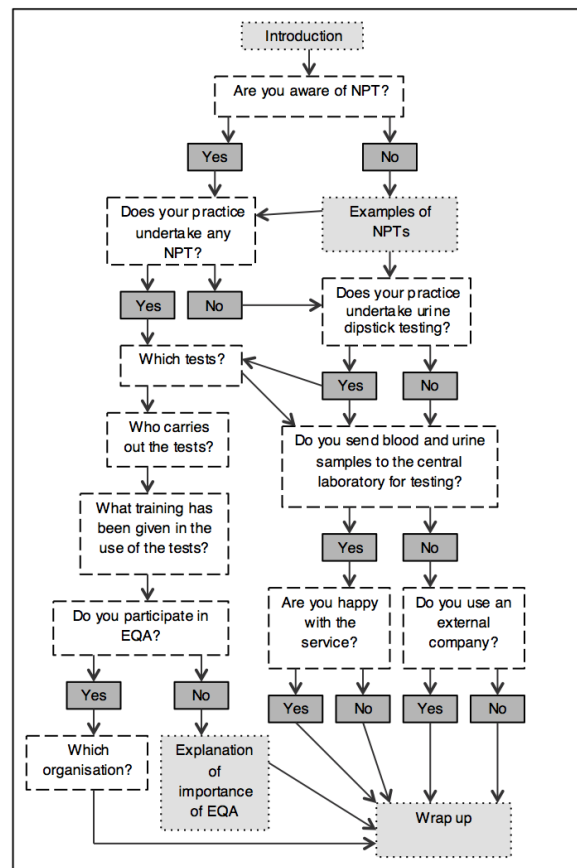 Introduction
Are you aware of NPT?
Yes
No
Does your practice
undertake any
NPT?
Examples of
NPTs
Yes
No
Does your practice
undertake urine
dipstick testing?
Which tests?
Yes
No
Who carries
out the tests?
Do you send blood and urine
samples to the central
laboratory for testing?
What training has
been given in the
use of the tests?
Yes
No
Do you participate in
EQA?
Are you happy
with the
service?
Do you use an
external
company?
Yes
No
Yes
No
Yes
No
Which
organisation?
Explanation
of
importance
of EQA
Wrap up